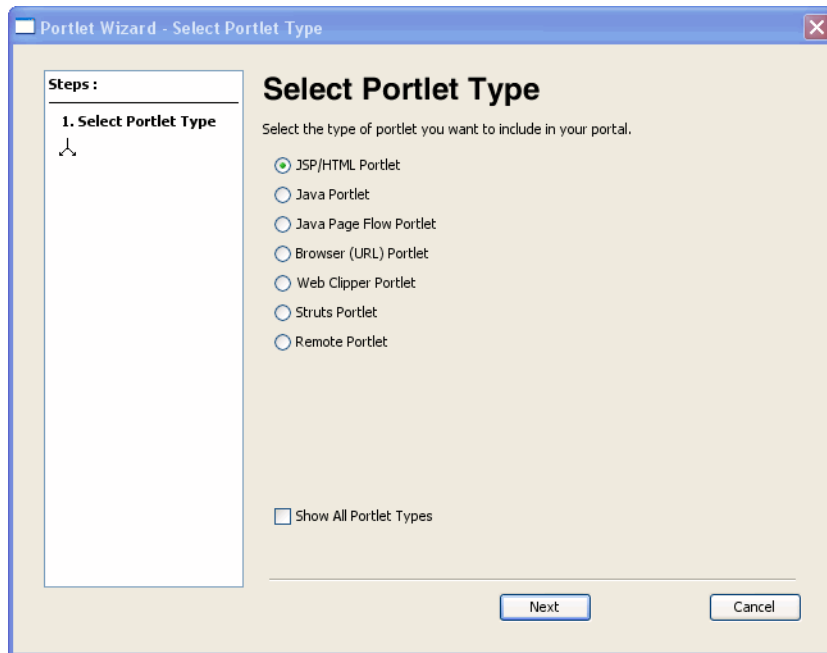 Portlet Wizard - Select Portlet Type
Steps :
1. Select Portlet Type
Select Portlet Type
Select the type of portlet you want to include in your portal.
JSP/HTML Portlet
Java Portlet
Java Page Flow Portlet
Browser (URL) Portlet
Web Clipper Portlet
Struts Portlet
Remote Portlet
Show All Portlet Types
Next
Cancel